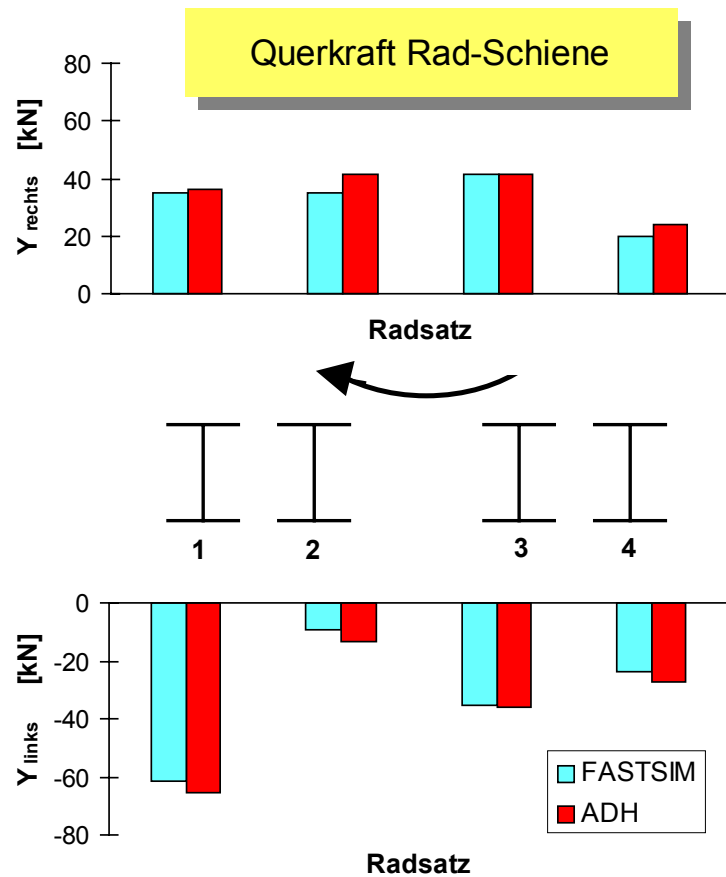 Querkraft Rad-Schiene
Y rechts [kN]
80
60
40
20
0
Radsatz
1 2 3 4
Y links [kN]
0
-20
-40
-60
-80
FASTSIM
ADH
Radsatz